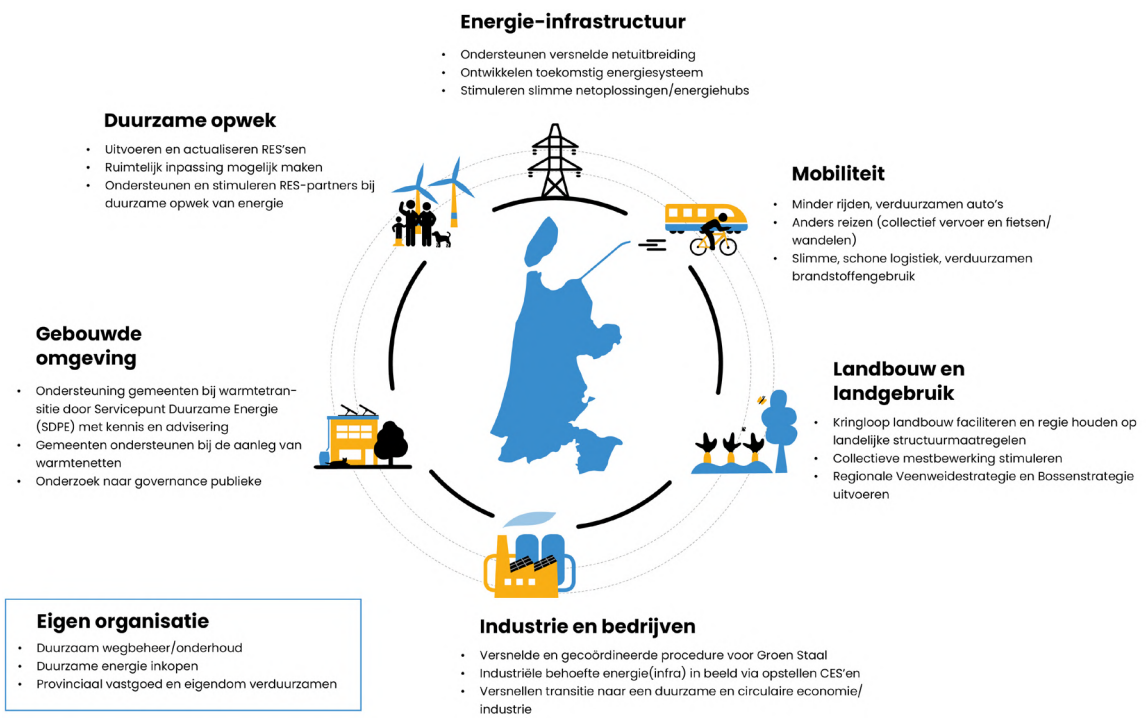 Energie-infrastructuur
• Ondersteunen versnelde netuitbreiding
• Ontwikkelen toekomstig energiesysteem
• Stimuleren slimme netoplossingen/energiehubs
Duurzame opwek
• Uitvoeren en actualiseren RES'sen
• Ruimtelijk inpassing mogelijk maken
• Ondersteunen en stimuleren RES-partners bij
duurzame opwek van energie
Mobiliteit
• Minder rijden, verduurzamen auto's
• Anders reizen (collectief vervoer en fietsen/
wandelen)
• Slimme, schone logistiek, verduurzamen
brandstoffengebruik
Gebouwde
omgeving
• Ondersteuning gemeenten bij warmtetran-
sitie door Servicepunt Duurzame Energie
(SDPE) met kennis en advisering
• Gemeenten ondersteunen bij de aanleg van
warmtenetten
• Onderzoek naar governance publieke
Landbouw en
landgebruik
• Kringloop landbouw faciliteren en regie houden op
landelijke structuurmaatregelen
• Collectieve mestbewerking stimuleren
• Regionale Veenweidestrategie en Bossenstrategie
uitvoeren
Eigen organisatie
• Duurzaam wegbeheer/onderhoud
• Duurzame energie inkopen
• Provinciaal vastgoed en eigendom verduurzamen
Industrie en bedrijven
• Versnelde en gecoördineerde procedure voor Groen Staal
• Industriële behoefte energie(infra) in beeld via opstellen CES'en
• Versnellen transitie naar een duurzame en circulaire economie/
industrie